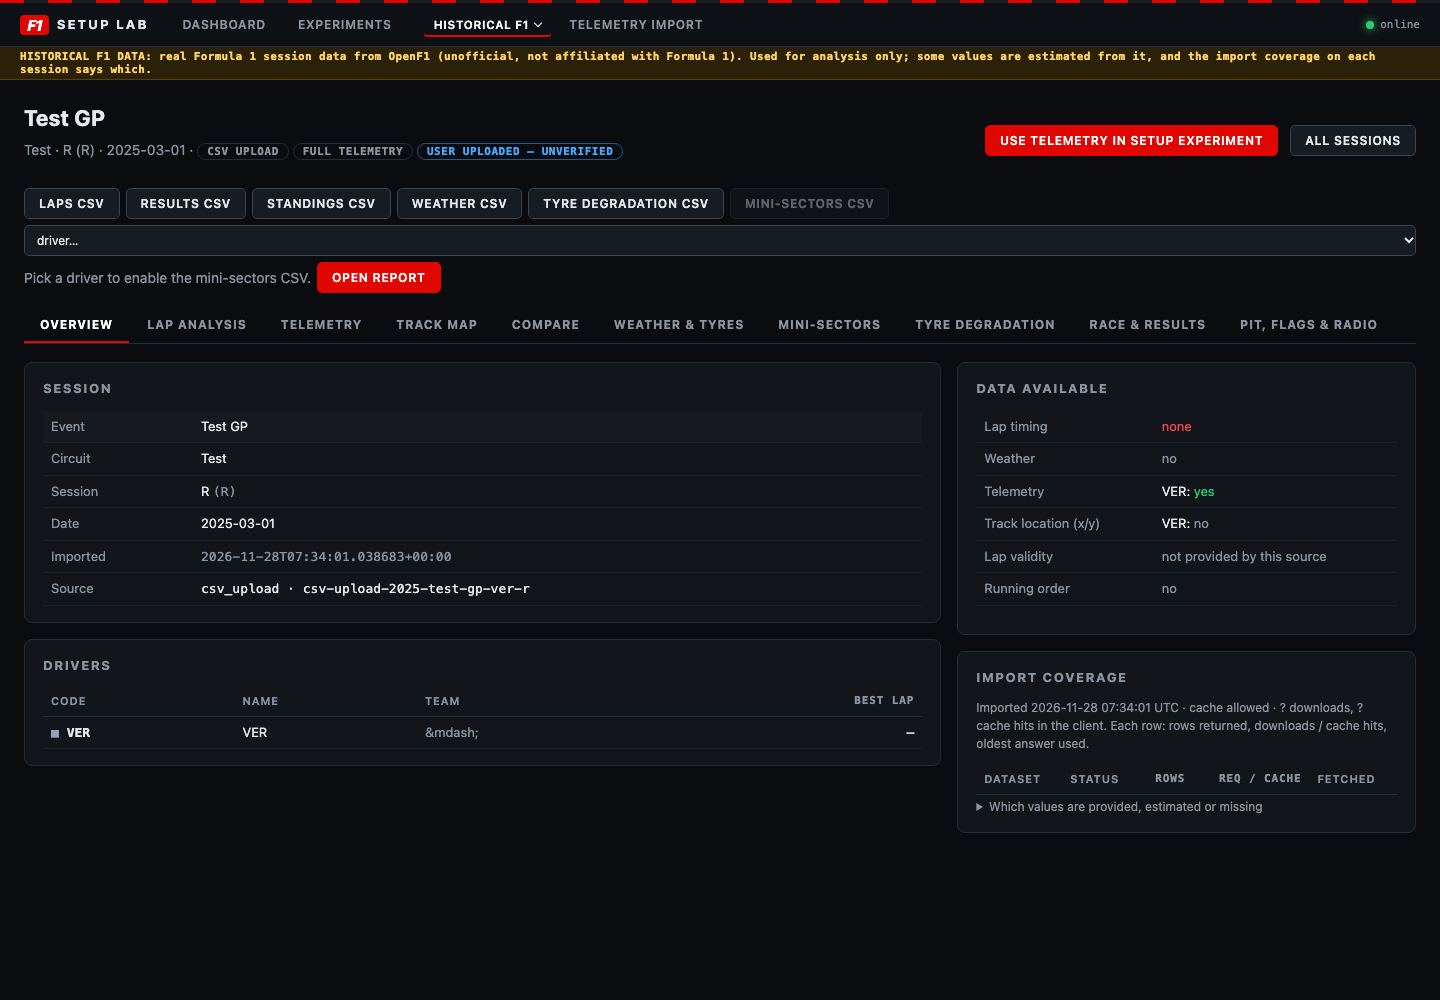 F1 SETUP LAB DASHBOARD EXPERIMENTS HISTORICAL F1 TELEMETRY IMPORT online
HISTORICAL F1 DATA: real Formula 1 session data from OpenF1 (unofficial, not affiliated with Formula 1). Used for analysis only; some values are estimated from it, and the import coverage on each
session says which.
Test GP
Test · R (R) · 2025-03-01 · CSV UPLOAD FULL TELEMETRY USER UPLOADED — UNVERIFIED
USE TELEMETRY IN SETUP EXPERIMENT ALL SESSIONS
LAPS CSV RESULTS CSV STANDINGS CSV WEATHER CSV TYRE DEGRADATION CSV MINI-SECTORS CSV
driver...
Pick a driver to enable the mini-sectors CSV. OPEN REPORT
OVERVIEW LAP ANALYSIS TELEMETRY TRACK MAP COMPARE WEATHER & TYRES MINI-SECTORS TYRE DEGRADATION RACE & RESULTS PIT, FLAGS & RADIO
SESSION
Event Test GP
Circuit Test
Session R (R)
Date 2025-03-01
Imported 2026-11-28T07:34:01.038683+00:00
Source csv_upload · csv-upload-2025-test-gp-ver-r
DRIVERS
CODE NAME TEAM BEST LAP
VER VER &mdash; —
DATA AVAILABLE
Lap timing none
Weather no
Telemetry VER: yes
Track location (x/y) VER: no
Lap validity not provided by this source
Running order no
IMPORT COVERAGE
Imported 2026-11-28 07:34:01 UTC · cache allowed · ? downloads, ?
cache hits in the client. Each row: rows returned, downloads / cache hits,
oldest answer used.
DATASET STATUS ROWS REQ / CACHE FETCHED
Which values are provided, estimated or missing